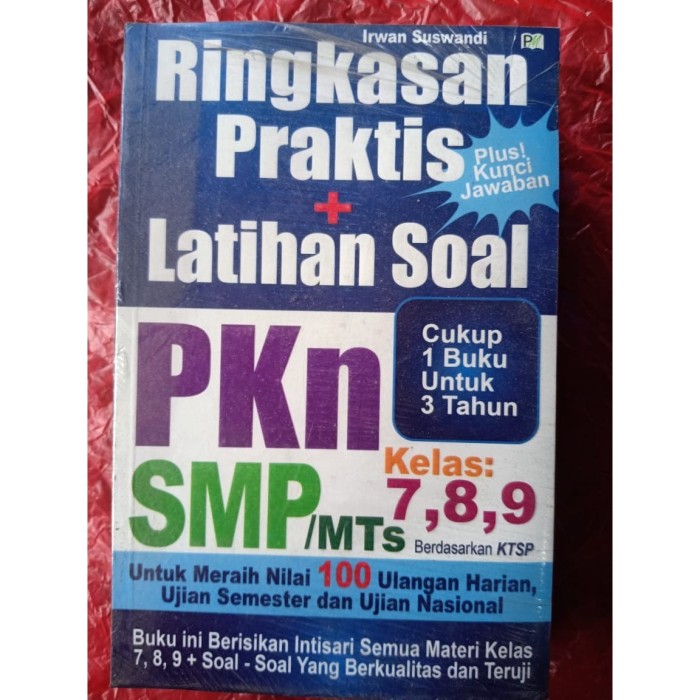 Irwan Suswandi
Ringkasan
Praktis
+
Latihan Soal
Plus!
Kunci
Jawaban
PKn
Cukup
1 Buku
Untuk
3 Tahun
SMP/MTs
Kelas:
7,8,9
Berdasarkan KTSP
Untuk Meraih Nilai 100 Ulangan Harian,
Ujian Semester dan Ujian Nasional
Buku ini Berisikan Intisari Semua Materi Kelas
7, 8, 9 + Soal - Soal Yang Berkualitas dan Teruji